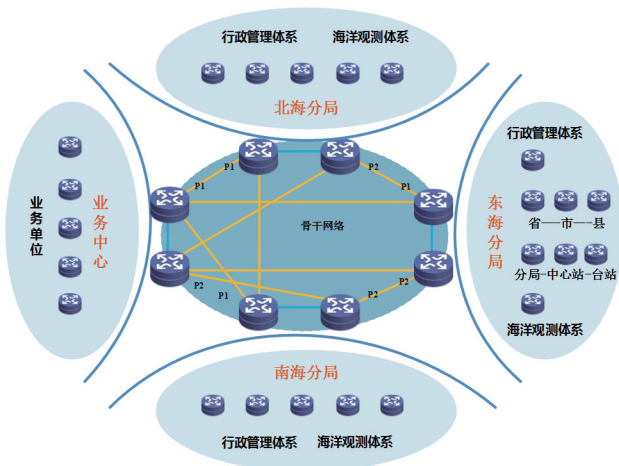 行政管理体系 海洋观测体系
北海分局
业务单位
业务中心
P1
P2
P1
P1
骨干网络
P2
P1
P2
P2
行政管理体系
东海分局
省—市—县
分局-中心站-台站
海洋观测体系
南海分局
行政管理体系 海洋观测体系